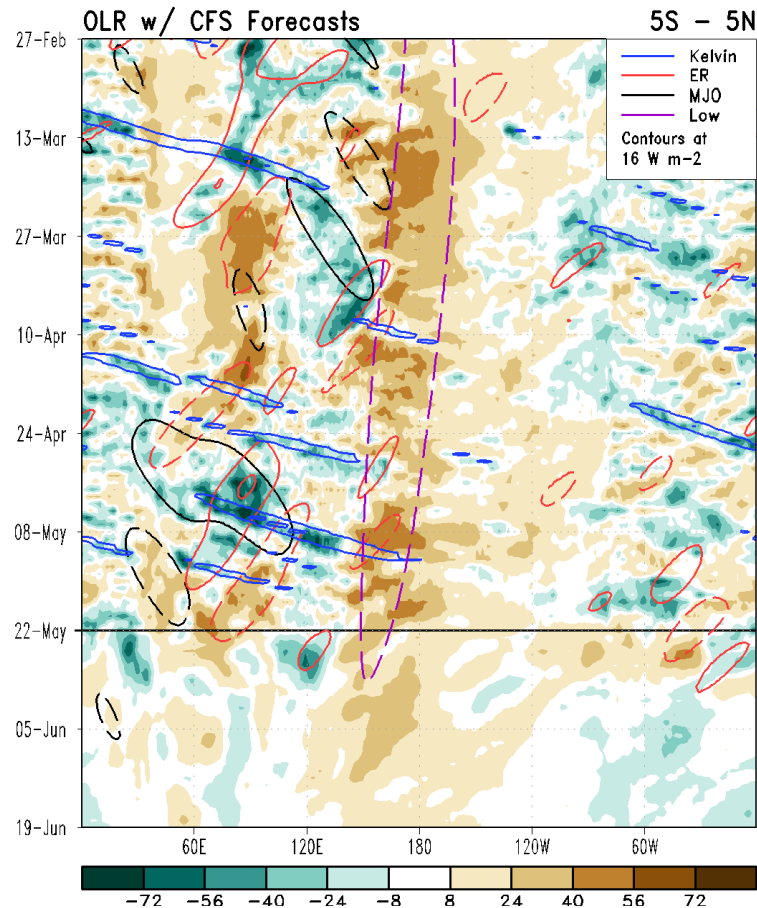 OLR w/ CFS Forecasts 5S - 5N
27-Feb
13-Mar
27-Mar
10-Apr
24-Apr
08-May
22-May
05-Jun
19-Jun
Kelvin
ER
MJO
Low
Contours at
16 W m-2
60E 120E 180 120W 60W
-72 -56 -40 -24 -8 8 24 40 56 72